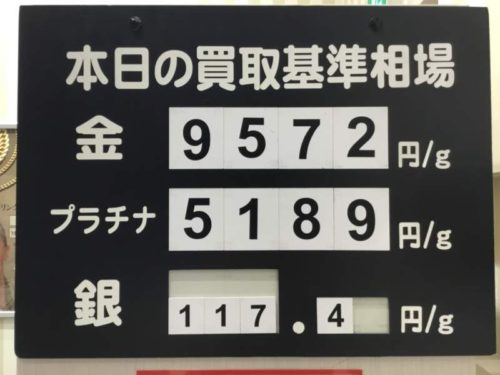 本日の買取基準相場
金 9572 円/g
プラチナ 5189 円/g
銀 117.4 円/g